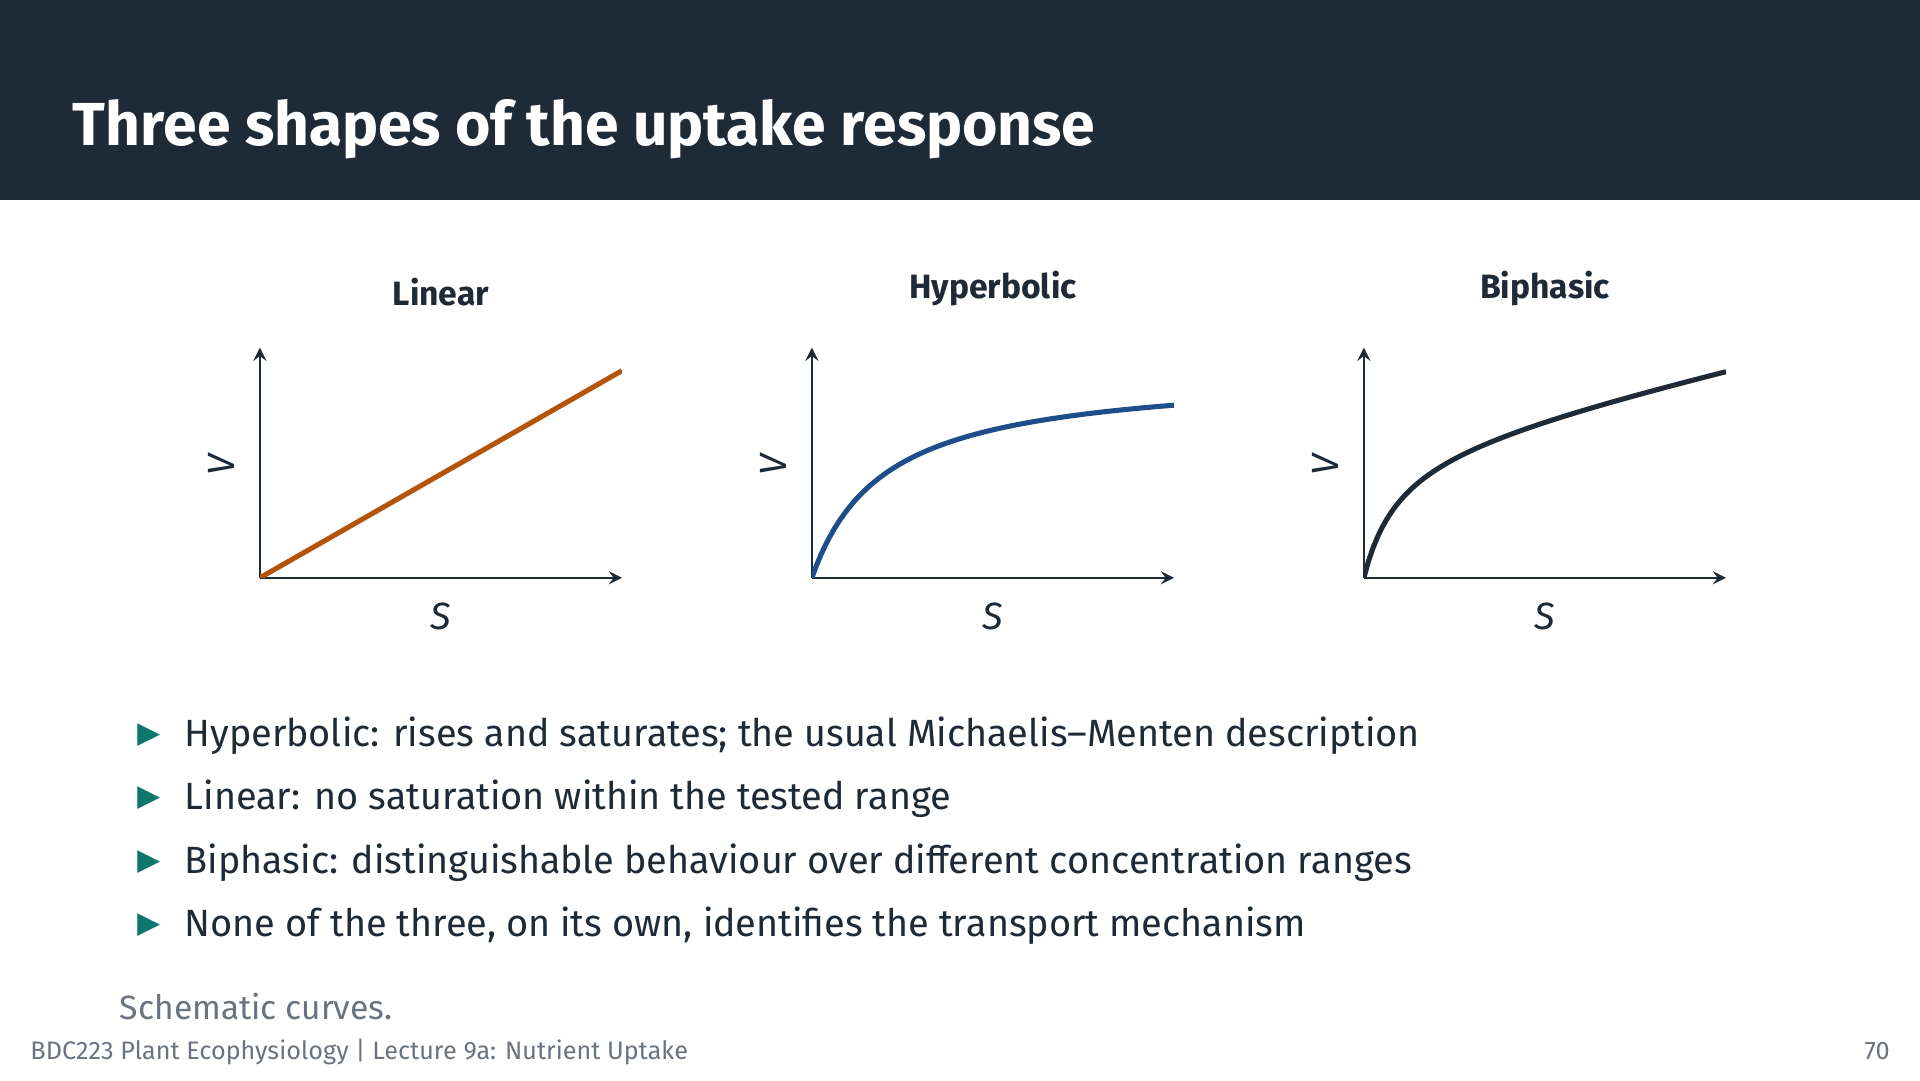 Three shapes of the uptake response
Linear
Hyperbolic
Biphasic
V
S
V
S
V
S
Hyperbolic: rises and saturates; the usual Michaelis–Menten description
Linear: no saturation within the tested range
Biphasic: distinguishable behaviour over different concentration ranges
None of the three, on its own, identifies the transport mechanism
Schematic curves.
BDC223 Plant Ecophysiology | Lecture 9a: Nutrient Uptake
70